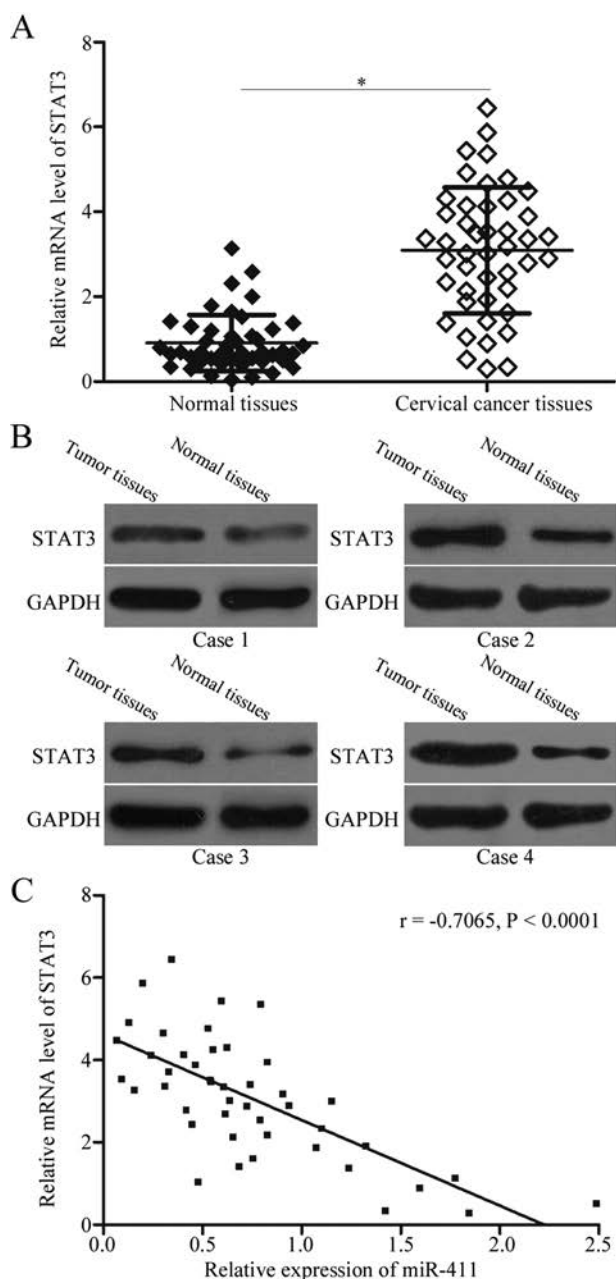 A
Relative mRNA level of STAT3
8
6
4
2
0
*
Normal tissues
Cervical cancer tissues
B
Tumor tissues
Normal tissues
STAT3
GAPDH
Case 1
Tumor tissues
Normal tissues
STAT3
GAPDH
Case 2
Tumor tissues
Normal tissues
STAT3
GAPDH
Case 3
Tumor tissues
Normal tissues
STAT3
GAPDH
Case 4
C
Relative mRNA level of STAT3
8
6
4
2
0
r = -0.7065, P < 0.0001
0.0 0.5 1.0 1.5 2.0 2.5
Relative expression of miR-411